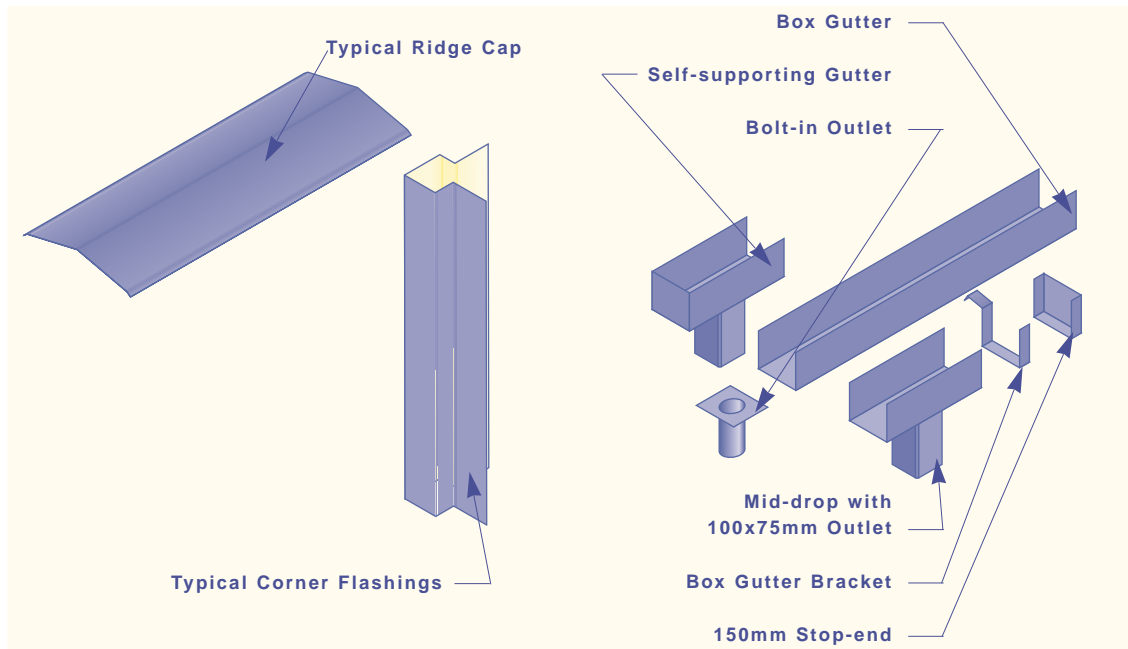 Typical Ridge Cap
Typical Corner Flashings
Box Gutter
Self-supporting Gutter
Bolt-in Outlet
Mid-drop with
100x75mm Outlet
Box Gutter Bracket
150mm Stop-end